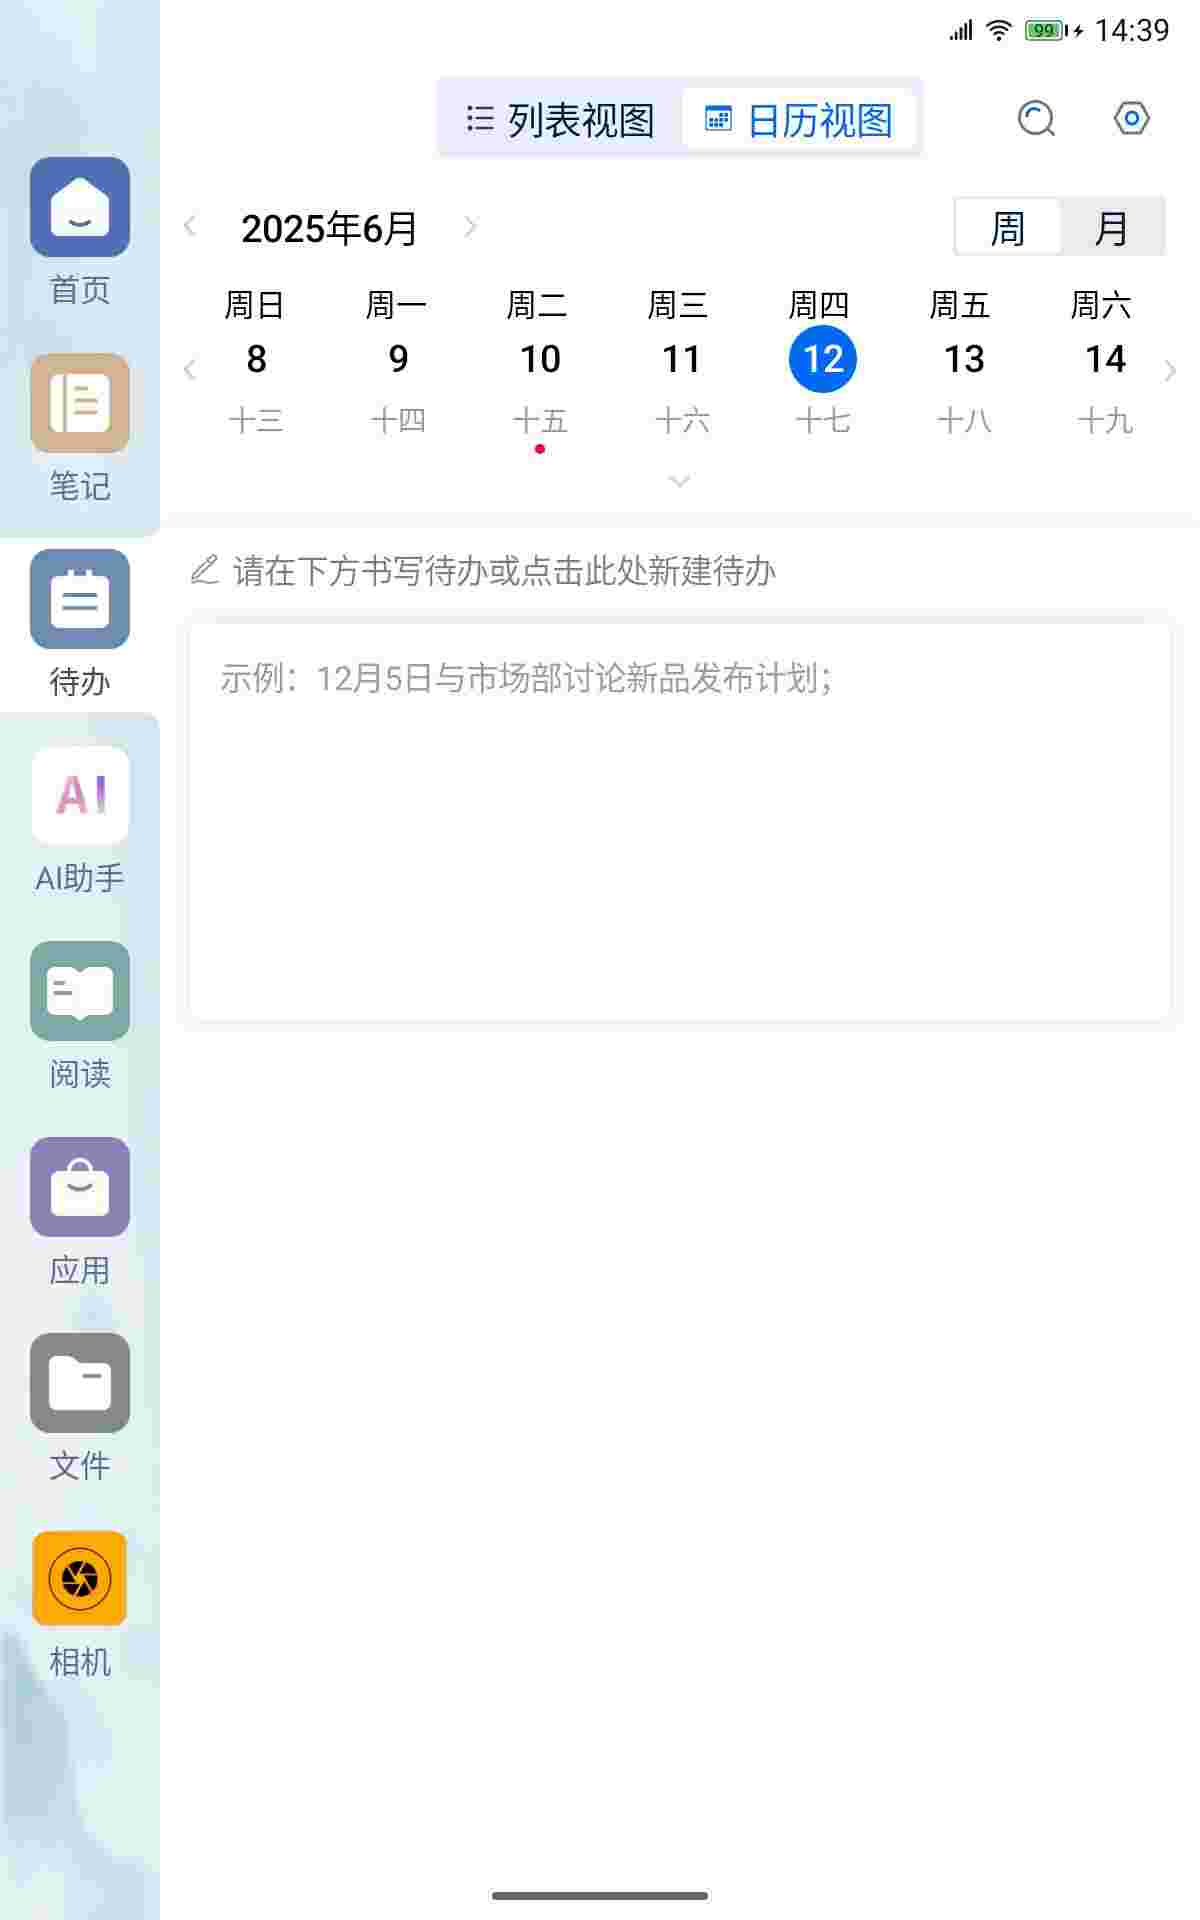 99 14:39
列表视图 日历视图
2025年6月 周 月
周日 周一 周二 周三 周四 周五 周六
8 9 10 11 12 13 14
十三 十四 十五 十六 十七 十八 十九
请在下方书写待办或点击此处新建待办
示例：12月5日与市场部讨论新品发布计划；
首页
笔记
待办
AI
AI助手
阅读
应用
文件
相机